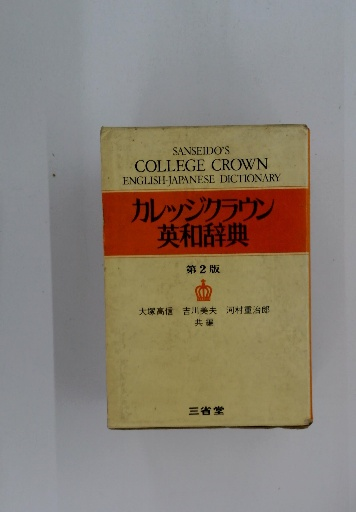 SANSEIDO'S
COLLEGE CROWN
ENGLISH-JAPANESE DICTIONARY
カレッジクラウン
英和辞典
第2版
大塚高信 吉川美夫 河村重治郎
共編
三省堂